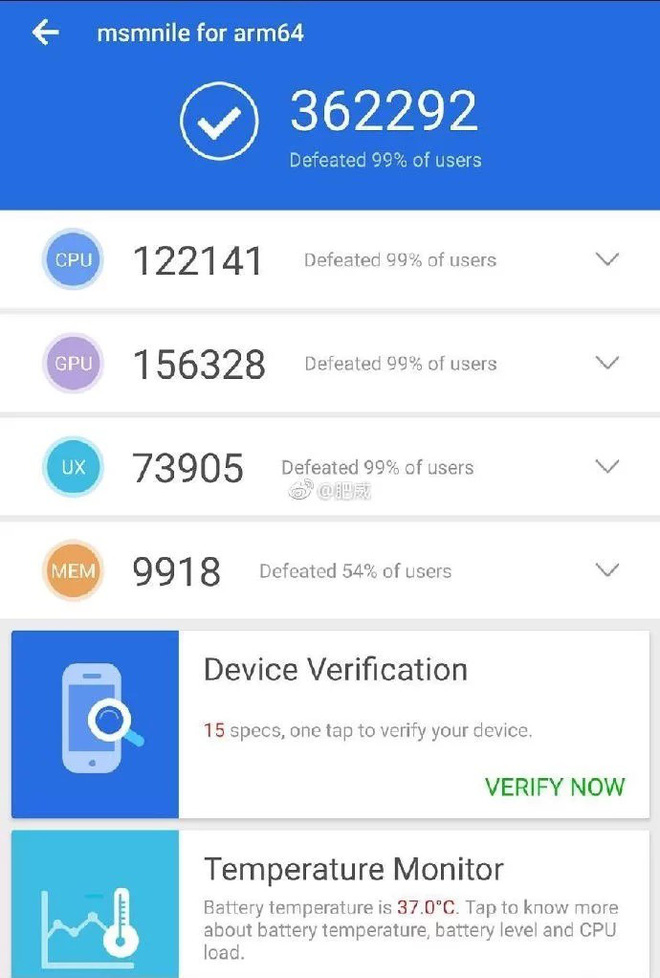 msmnile for arm64
362292
Defeated 99% of users
CPU 122141 Defeated 99% of users
GPU 156328 Defeated 99% of users
UX 73905 Defeated 99% of users
@肥威
MEM 9918 Defeated 54% of users
Device Verification
15 specs, one tap to verify your device.
VERIFY NOW
Temperature Monitor
Battery temperature is 37.0°C. Tap to know more
about battery temperature, battery level and CPU
load.